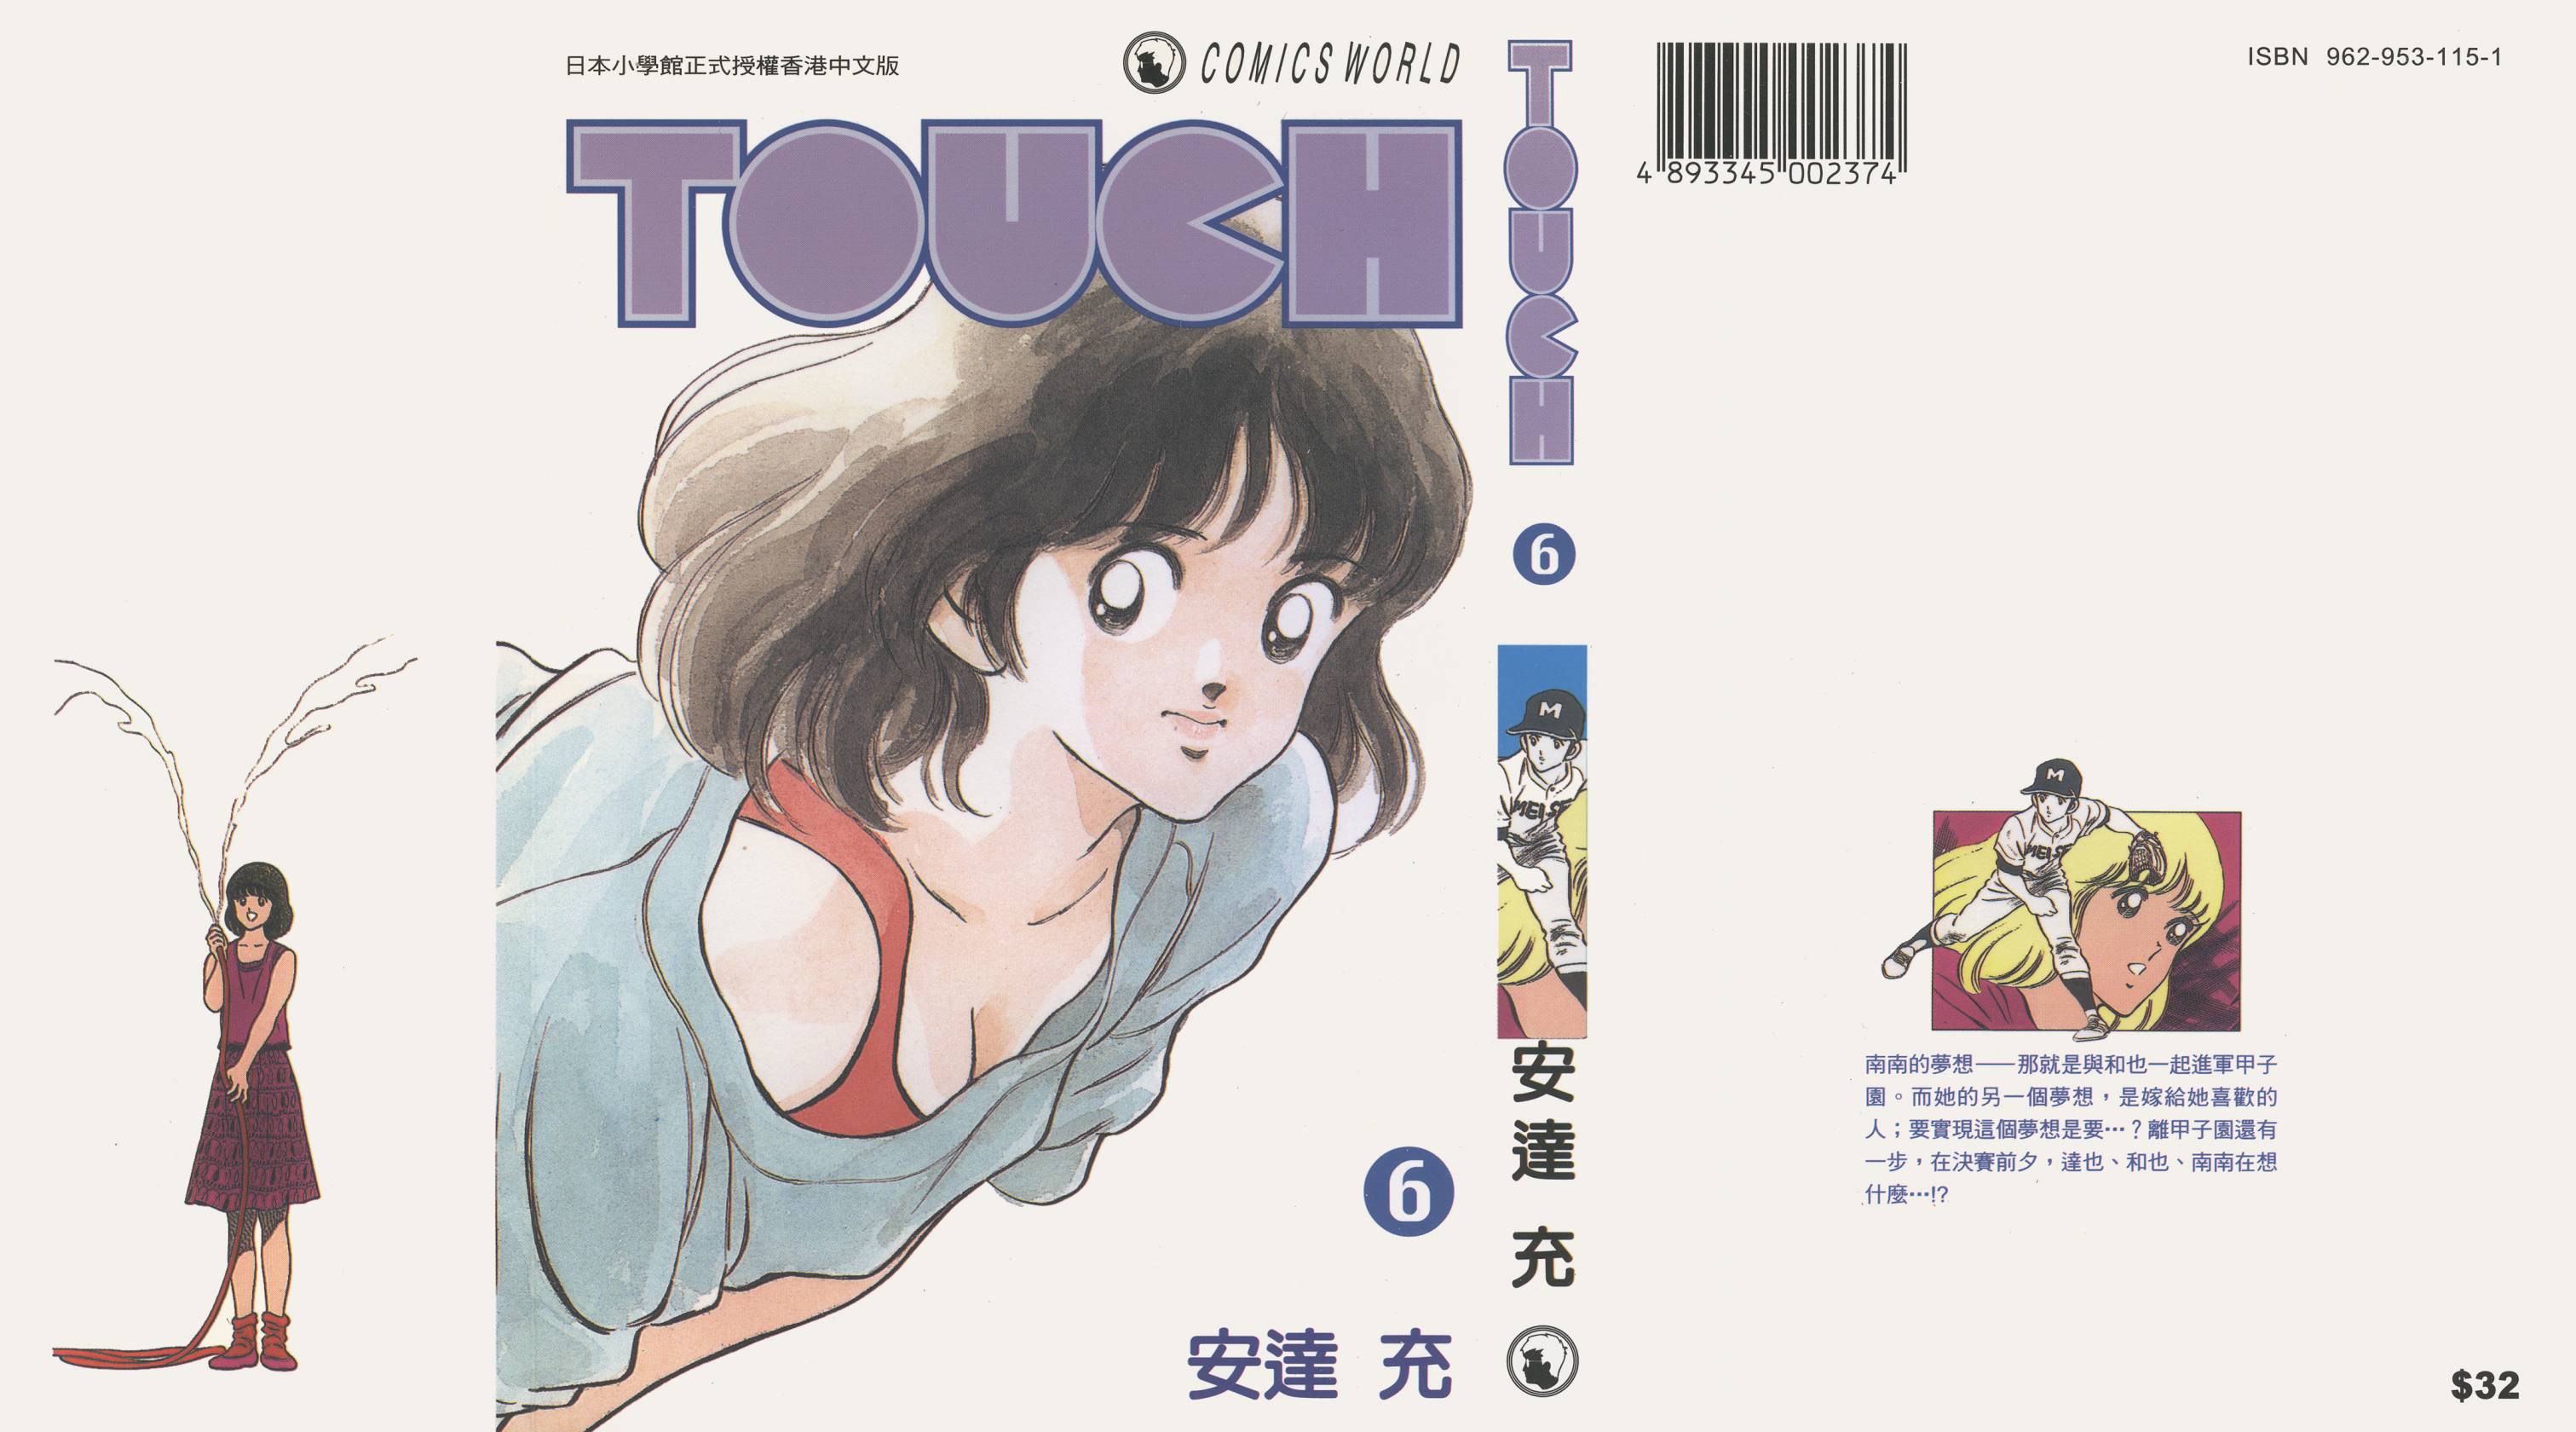 日本小學館正式授權香港中文版
COMICS WORLD
TOUCH
6
安達 充
TOUCH
6
M
MEISE
安達 充
4 893345 002374
ISBN 962-953-115-1
M
MEISE
南南的夢想——那就是與和也一起進軍甲子
園。而她的另一個夢想，是嫁給她喜歡的
人；要實現這個夢想是要…？離甲子園還有
一步，在決賽前夕，達也、和也、南南在想
什麼…!?
$32